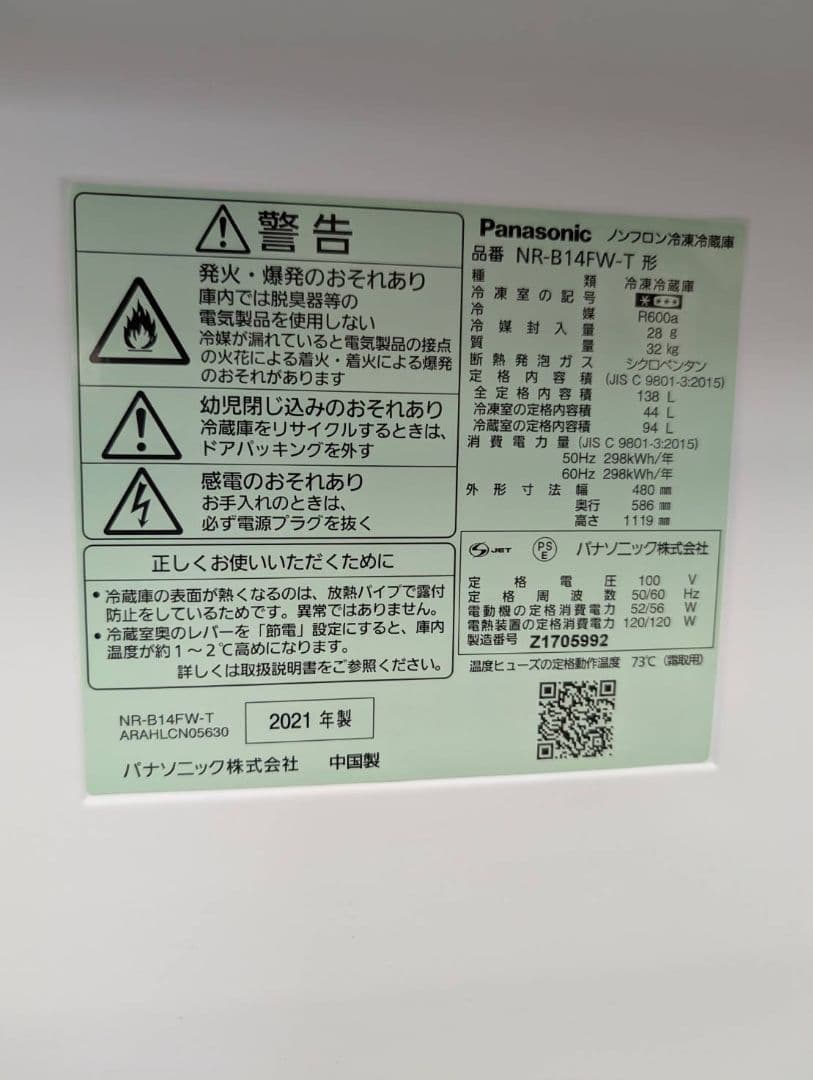 警告
発火・爆発のおそれあり
庫内では脱臭器等の
電気製品を使用しない
冷媒が漏れていると電気製品の接点
の火花による着火・着火による爆発
のおそれがあります
幼児閉じ込みのおそれあり
冷蔵庫をリサイクルするときは、
ドアパッキングを外す
感電のおそれあり
お手入れのときは、
必ず電源プラグを抜く
正しくお使いいただくために
●冷蔵庫の表面が熱くなるのは、放熱パイプで露付
防止をしているためです。異常ではありません。
●冷蔵室奥のレバーを「節電」設定にすると、庫内
温度が約1~2℃高めになります。
詳しくは取扱説明書をご参照ください。
NR-B14FW-T
ARAHLCN05630
2021年製
パナソニック株式会社 中国製
Panasonic ノンフロン冷凍冷蔵庫
品番 NR-B14FW-T 形
種類 冷凍冷蔵庫
冷凍室の記号
冷媒 R600a
冷媒封入量 28 g
質量 32 kg
断熱発泡ガス シクロペンタン
定格内容積 (JIS C 9801-3:2015)
全定格内容積 138 L
冷凍室の定格内容積 44 L
冷蔵室の定格内容積 94 L
消費電力量 (JIS C 9801-3:2015)
50Hz 298kWh/年
60Hz 298kWh/年
外形寸法 幅 480 ㎜
奥行 586 ㎜
高さ 1119 ㎜
JET PSE パナソニック株式会社
定格電圧 100 V
定格周波数 50/60 Hz
電動機の定格消費電力 52/56 W
電熱装置の定格消費電力 120/120 W
製造番号 Z1705992
温度ヒューズの定格動作温度 73℃ (霜取用)